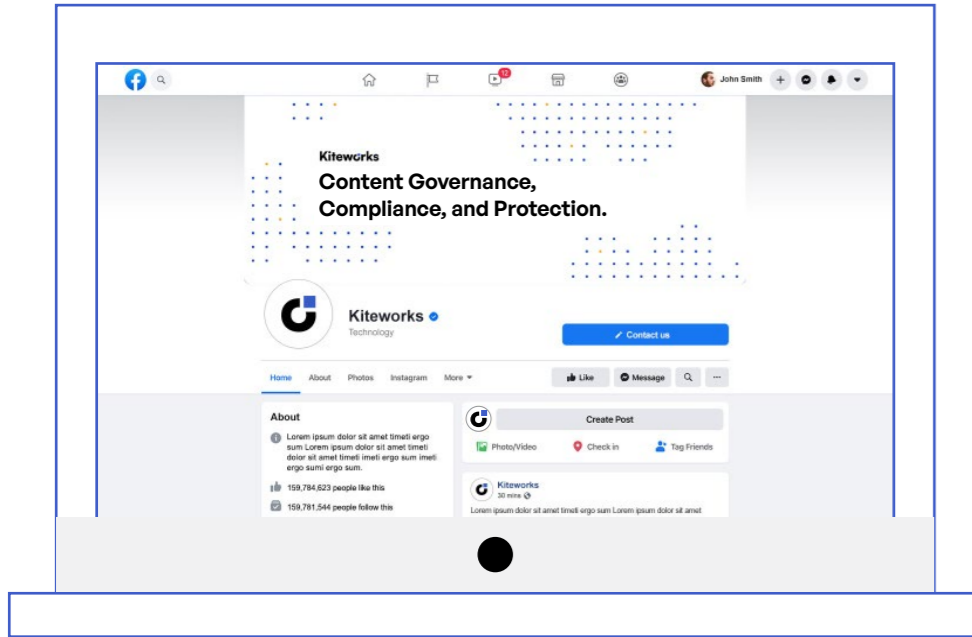 12
John Smith
Kiteworks
Content Governance,
Compliance, and Protection.
Kiteworks
Technology
Contact us
Home About Photos Instagram More
Like Message
About
Lorem ipsum dolor sit amet timeti ergo
sum Lorem ipsum dolor sit amet timeti
dolor sit amet timeti imeti ergo sum imeti
ergo sumi ergo sum.
159,784,623 people like this
159,781,544 people follow this
Create Post
Photo/Video Check in Tag Friends
Kiteworks
30 mins
Lorem ipsum dolor sit amet timeti ergo sum Lorem ipsum dolor sit amet